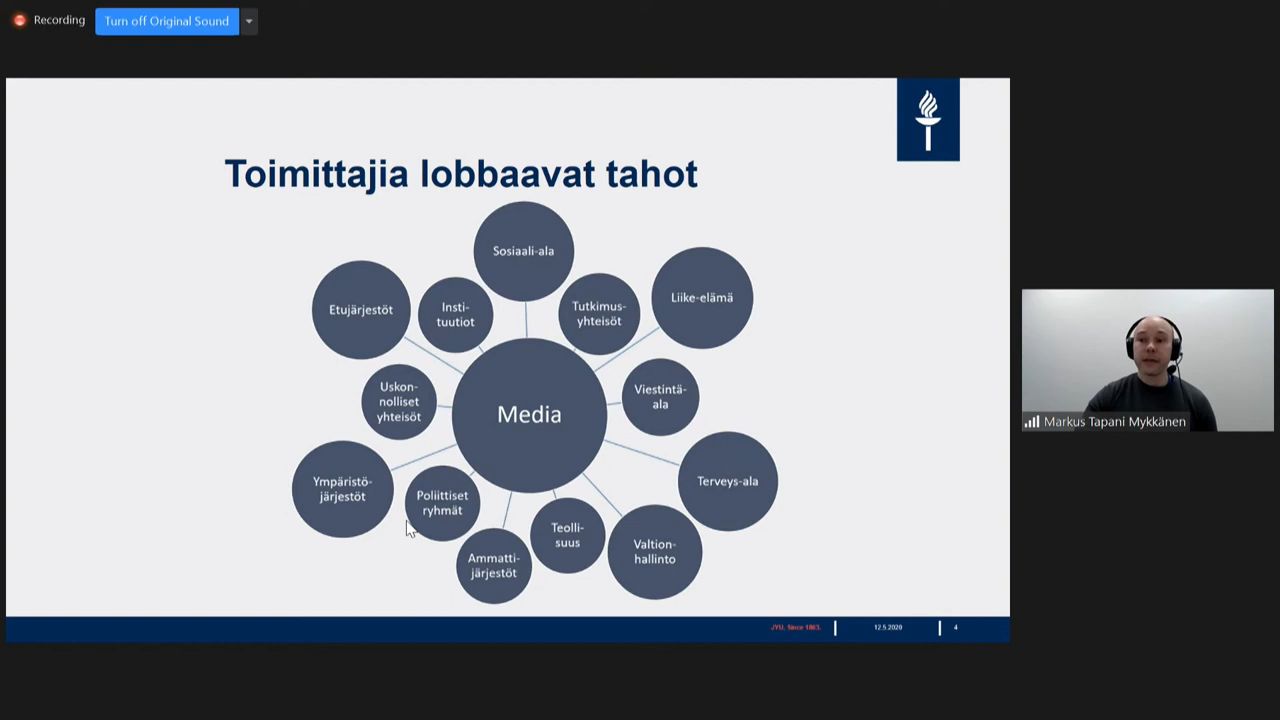 Recording
Turn off Original Sound
Toimittajia lobbaavat tahot
Sosiaali-ala
Etujärjestöt
Insti-
tuutiot
Tutkimus-
yhteisöt
Liike-elämä
Uskon-
nolliset
yhteisöt
Media
Viestintä-
ala
Ympäristö-
järjestöt
Poliittiset
ryhmät
Terveys-ala
Ammatti-
järjestöt
Teolli-
suus
Valtion-
hallinto
JYU. Since 1863.
12.5.2020
4
Markus Tapani Mykkänen